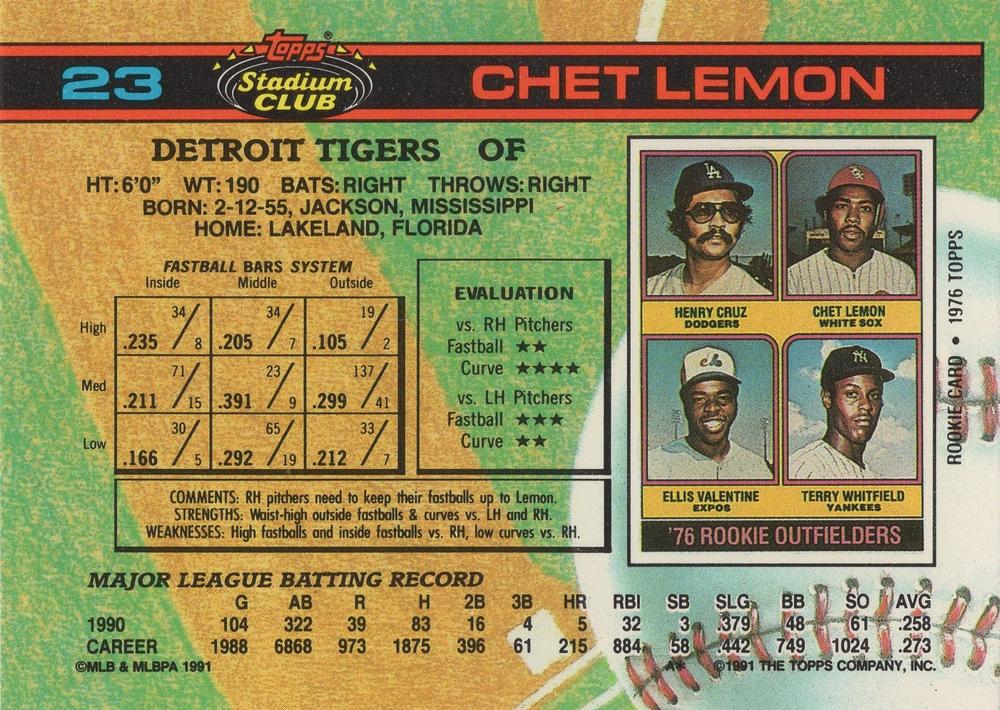 23 Topps® Stadium CLUB CHET LEMON
DETROIT TIGERS OF
HT: 6'0" WT: 190 BATS: RIGHT THROWS: RIGHT
BORN: 2-12-55, JACKSON, MISSISSIPPI
HOME: LAKELAND, FLORIDA
FASTBALL BARS SYSTEM
Inside Middle Outside
High .235 34/8 .205 34/7 .105 19/2
Med .211 71/15 .391 23/9 .299 137/41
Low .166 30/5 .292 65/19 .212 33/7
EVALUATION
vs. RH Pitchers
Fastball ★★
Curve ★★★★
vs. LH Pitchers
Fastball ★★★
Curve ★★
COMMENTS: RH pitchers need to keep their fastballs up to Lemon.
STRENGTHS: Waist-high outside fastballs & curves vs. LH and RH.
WEAKNESSES: High fastballs and inside fastballs vs. RH, low curves vs. RH.
LA
SOX
HENRY CRUZ
DODGERS
CHET LEMON
WHITE SOX
eb
NY
ELLIS VALENTINE
EXPOS
TERRY WHITFIELD
YANKEES
'76 ROOKIE OUTFIELDERS
ROOKIE CARD • 1976 TOPPS
MAJOR LEAGUE BATTING RECORD
G AB R H 2B 3B HR RBI SB SLG BB SO AVG
1990 104 322 39 83 16 4 5 32 3 .379 48 61 .258
CAREER 1988 6868 973 1875 396 61 215 884 58 .442 749 1024 .273
©MLB & MLBPA 1991 A* ©1991 THE TOPPS COMPANY, INC.